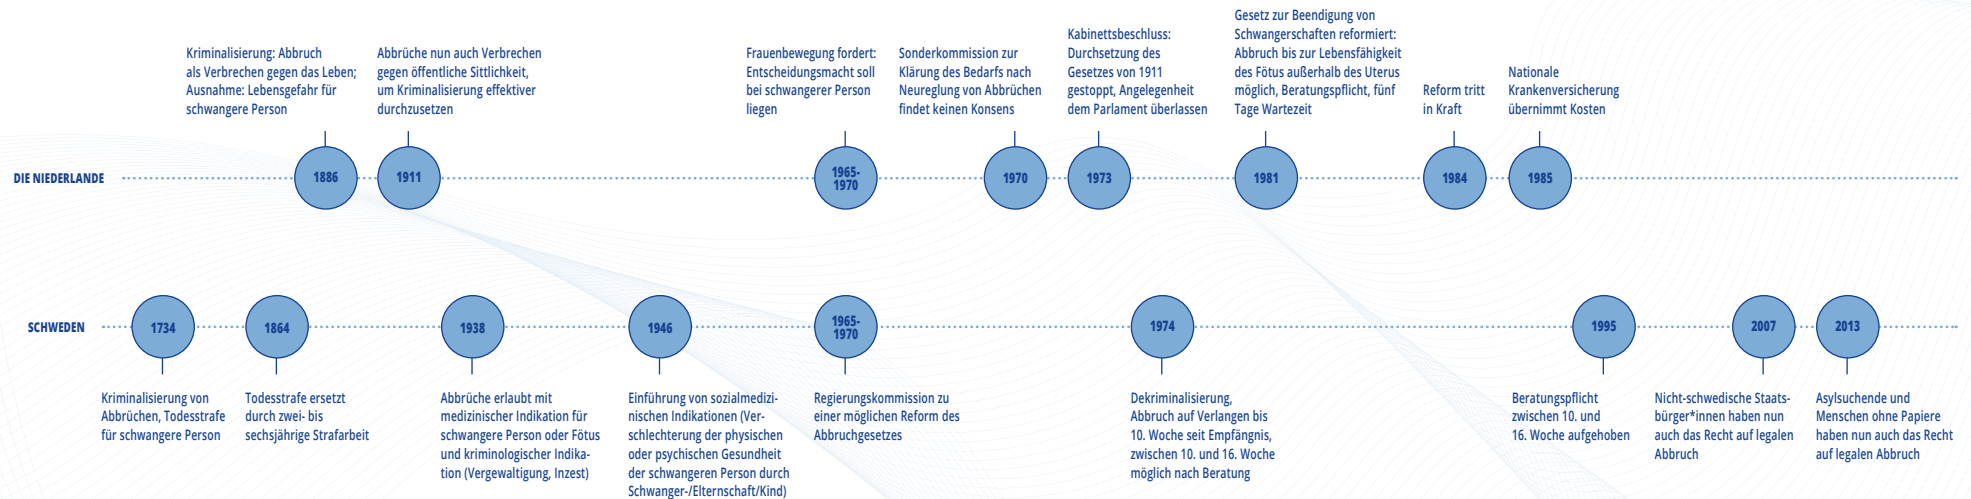 Kriminalisierung: Abbruch
als Verbrechen gegen das Leben;
Ausnahme: Lebensgefahr für
schwangere Person
Abbrüche nun auch Verbrechen
gegen öffentliche Sittlichkeit,
um Kriminalisierung effektiver
durchzusetzen
Frauenbewegung fordert:
Entscheidungsmacht soll
bei schwangerer Person
liegen
Sonderkommission zur
Klärung des Bedarfs nach
Neureglung von Abbrüchen
findet keinen Konsens
Kabinettsbeschluss:
Durchsetzung des
Gesetzes von 1911
gestoppt, Angelegenheit
dem Parlament überlassen
Gesetz zur Beendigung von
Schwangerschaften reformiert:
Abbruch bis zur Lebensfähigkeit
des Fötus außerhalb des Uterus
möglich, Beratungspflicht, fünf
Tage Wartezeit
Reform tritt
in Kraft
Nationale
Krankenversicherung
übernimmt Kosten
DIE NIEDERLANDE
1886
1911
1965-
1970
1970
1973
1981
1984
1985
SCHWEDEN
1734
1864
1938
1946
1965-
1970
1974
1995
2007
2013
Kriminalisierung von
Abbrüchen, Todesstrafe
für schwangere Person
Todesstrafe ersetzt
durch zwei- bis
sechsjährige Strafarbeit
Abbrüche erlaubt mit
medizinischer Indikation für
schwangere Person oder Fötus
und kriminologischer Indika-
tion (Vergewaltigung, Inzest)
Einführung von sozialmedizi-
nischen Indikationen (Ver-
schlechterung der physischen
oder psychischen Gesundheit
der schwangeren Person durch
Schwanger-/Elternschaft/Kind)
Regierungskommission zu
einer möglichen Reform des
Abbruchgesetzes
Dekriminalisierung,
Abbruch auf Verlangen bis
10. Woche seit Empfängnis,
zwischen 10. und 16. Woche
möglich nach Beratung
Beratungspflicht
zwischen 10. und
16. Woche aufgehoben
Nicht-schwedische Staats-
bürger*innen haben nun
auch das Recht auf legalen
Abbruch
Asylsuchende und
Menschen ohne Papiere
haben nun auch das Recht
auf legalen Abbruch